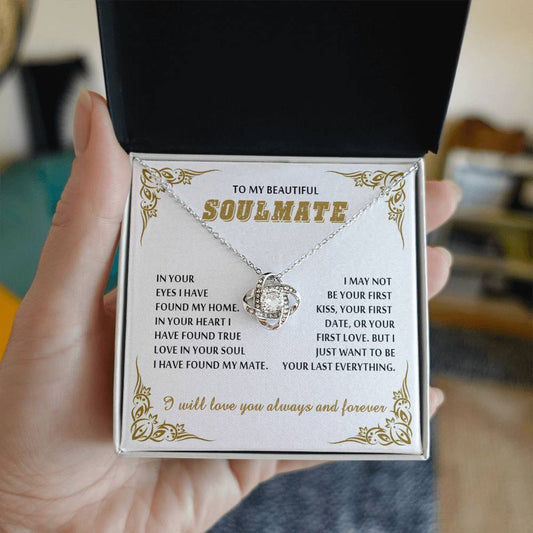 TO MY BEAUTIFUL
SOULMATE
IN YOUR
EYES I HAVE
FOUND MY HOME.
IN YOUR HEART I
HAVE FOUND TRUE
LOVE IN YOUR SOUL
I HAVE FOUND MY MATE.
I MAY NOT
BE YOUR FIRST
KISS, YOUR FIRST
DATE, OR YOUR
FIRST LOVE. BUT I
JUST WANT TO BE
YOUR LAST EVERYTHING.
I will love you always and forever